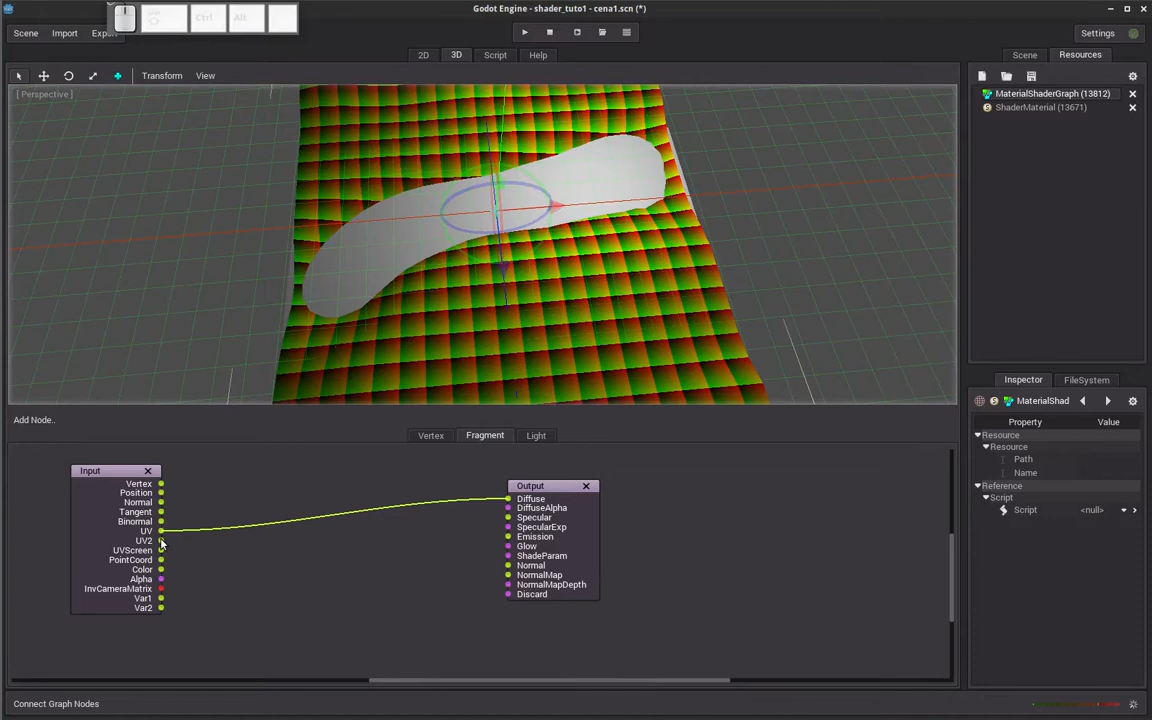 Godot Engine - shader_tuto1 - cena1.scn (*)
Ctrl Alt
Scene Import Settings
2D 3D Script Help
Scene Resources
Transform View
[ Perspective ]
MaterialShaderGraph (13812)
ShaderMaterial (13671)
Inspector FileSystem
MaterialShad
Property Value
Resource
Resource
Path
Name
Reference
Script
Script <null>
Add Node..
Vertex Fragment Light
Input
Vertex
Position
Normal
Tangent
Binormal
UV
UV2
UVScreen
PointCoord
Color
Alpha
InvCameraMatrix
Var1
Var2
Output
Diffuse
DiffuseAlpha
Specular
SpecularExp
Emission
Glow
ShadeParam
Normal
NormalMap
NormalMapDepth
Discard
Connect Graph Nodes